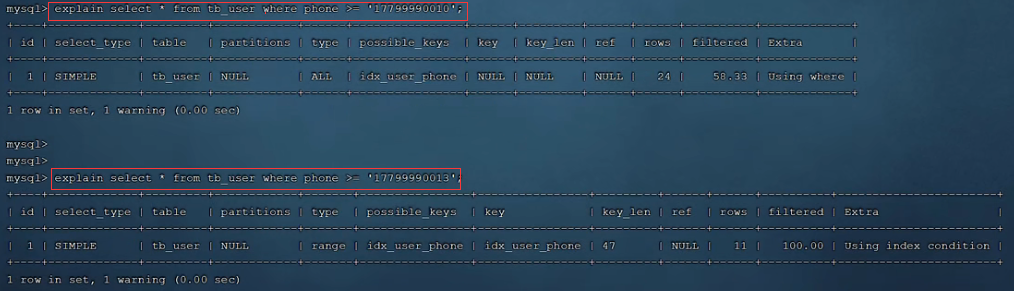 mysql> explain select * from tb_user where phone >= '17799990010';
+----+-------------+---------+------------+------+----------------+------+---------+------+------+----------+-------------+
| id | select_type | table | partitions | type | possible_keys | key | key_len | ref | rows | filtered | Extra |
+----+-------------+---------+------------+------+----------------+------+---------+------+------+----------+-------------+
| 1 | SIMPLE | tb_user | NULL | ALL | idx_user_phone | NULL | NULL | NULL | 24 | 58.33 | Using where |
+----+-------------+---------+------------+------+----------------+------+---------+------+------+----------+-------------+
1 row in set, 1 warning (0.00 sec)
mysql>
mysql>
mysql> explain select * from tb_user where phone >= '17799990013';
+----+-------------+---------+------------+-------+----------------+----------------+---------+------+------+----------+-----------------------+
| id | select_type | table | partitions | type | possible_keys | key | key_len | ref | rows | filtered | Extra |
+----+-------------+---------+------------+-------+----------------+----------------+---------+------+------+----------+-----------------------+
| 1 | SIMPLE | tb_user | NULL | range | idx_user_phone | idx_user_phone | 47 | NULL | 11 | 100.00 | Using index condition |
+----+-------------+---------+------------+-------+----------------+----------------+---------+------+------+----------+-----------------------+
1 row in set, 1 warning (0.00 sec)